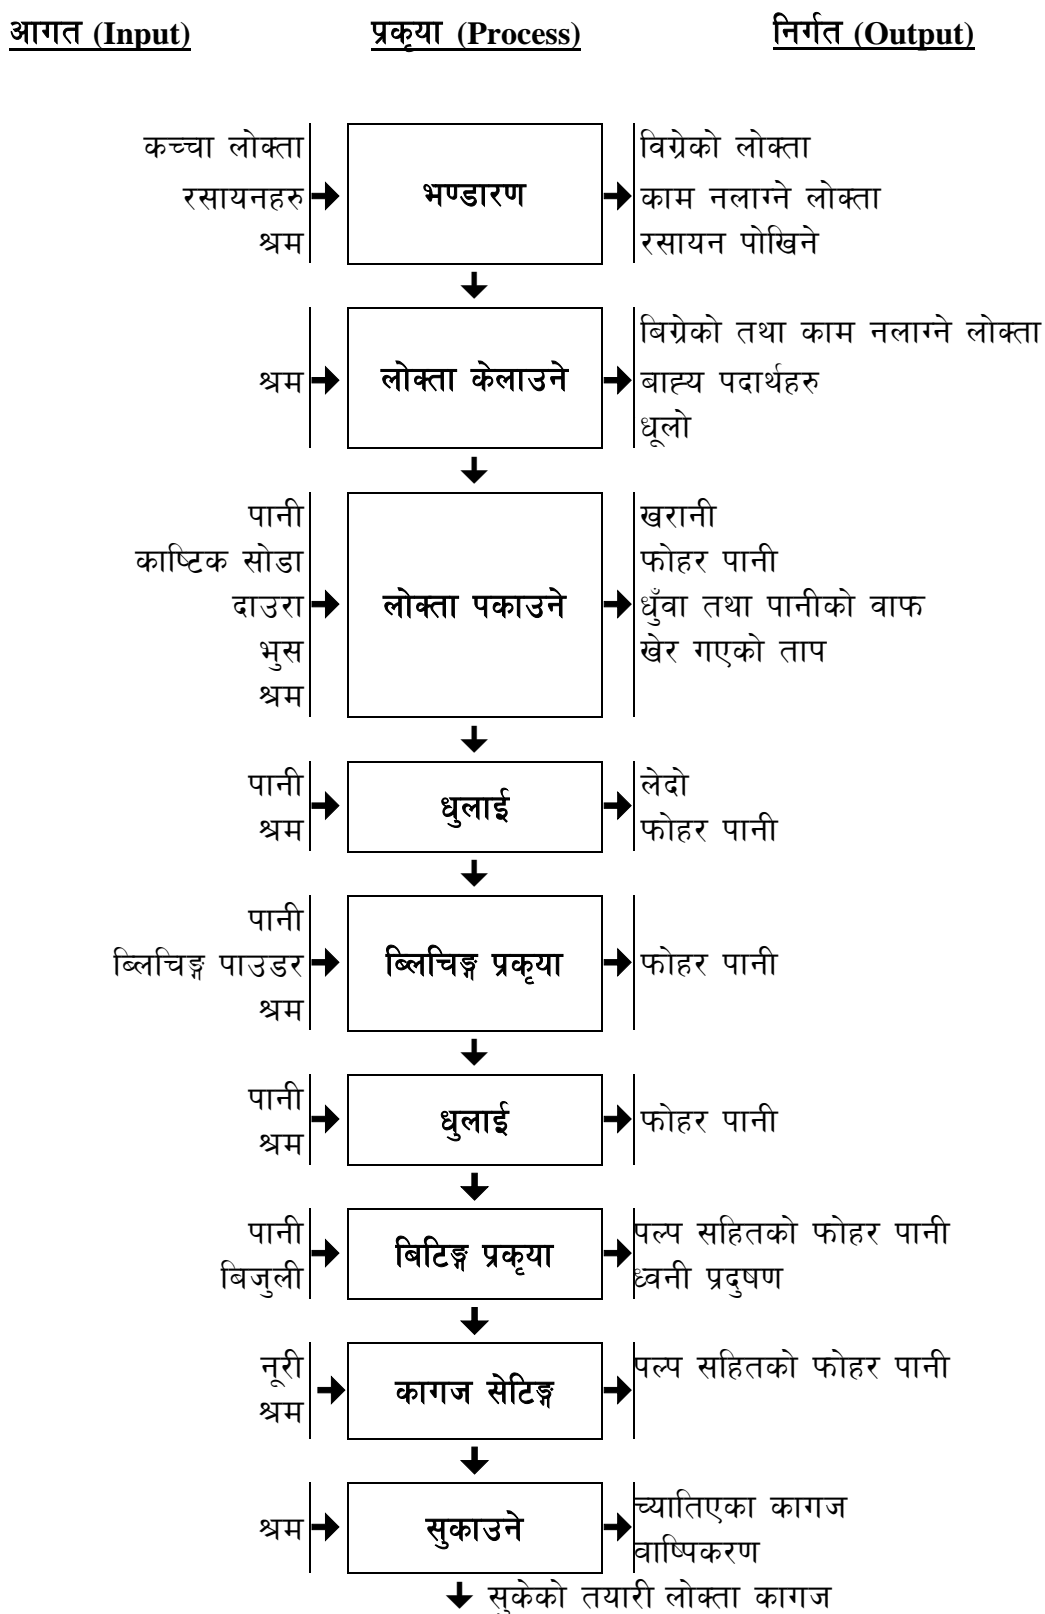 आगत (Input) प्रकृया (Process) निर्गत (Output)
कच्चा लोक्ता
रसायनहरु
श्रम
भण्डारण
विग्रेको लोक्ता
काम नलाग्ने लोक्ता
रसायन पोखिने
श्रम
लोक्ता केलाउने
बिग्रेको तथा काम नलाग्ने लोक्ता
बाह्य पदार्थहरु
धूलो
पानी
काष्टिक सोडा
दाउरा
भुस
श्रम
लोक्ता पकाउने
खरानी
फोहर पानी
धुँवा तथा पानीको वाफ
खेर गएको ताप
पानी
श्रम
धुलाई
लेदो
फोहर पानी
पानी
ब्लिचिङ्ग पाउडर
श्रम
ब्लिचिङ्ग प्रकृया
फोहर पानी
पानी
श्रम
धुलाई
फोहर पानी
पानी
बिजुली
बिटिङ्ग प्रकृया
पल्प सहितको फोहर पानी
ध्वनी प्रदुषण
नूरी
श्रम
कागज सेटिङ्ग
पल्प सहितको फोहर पानी
श्रम
सुकाउने
च्यातिएका कागज
वाष्पिकरण
सुकेको तयारी लोक्ता कागज